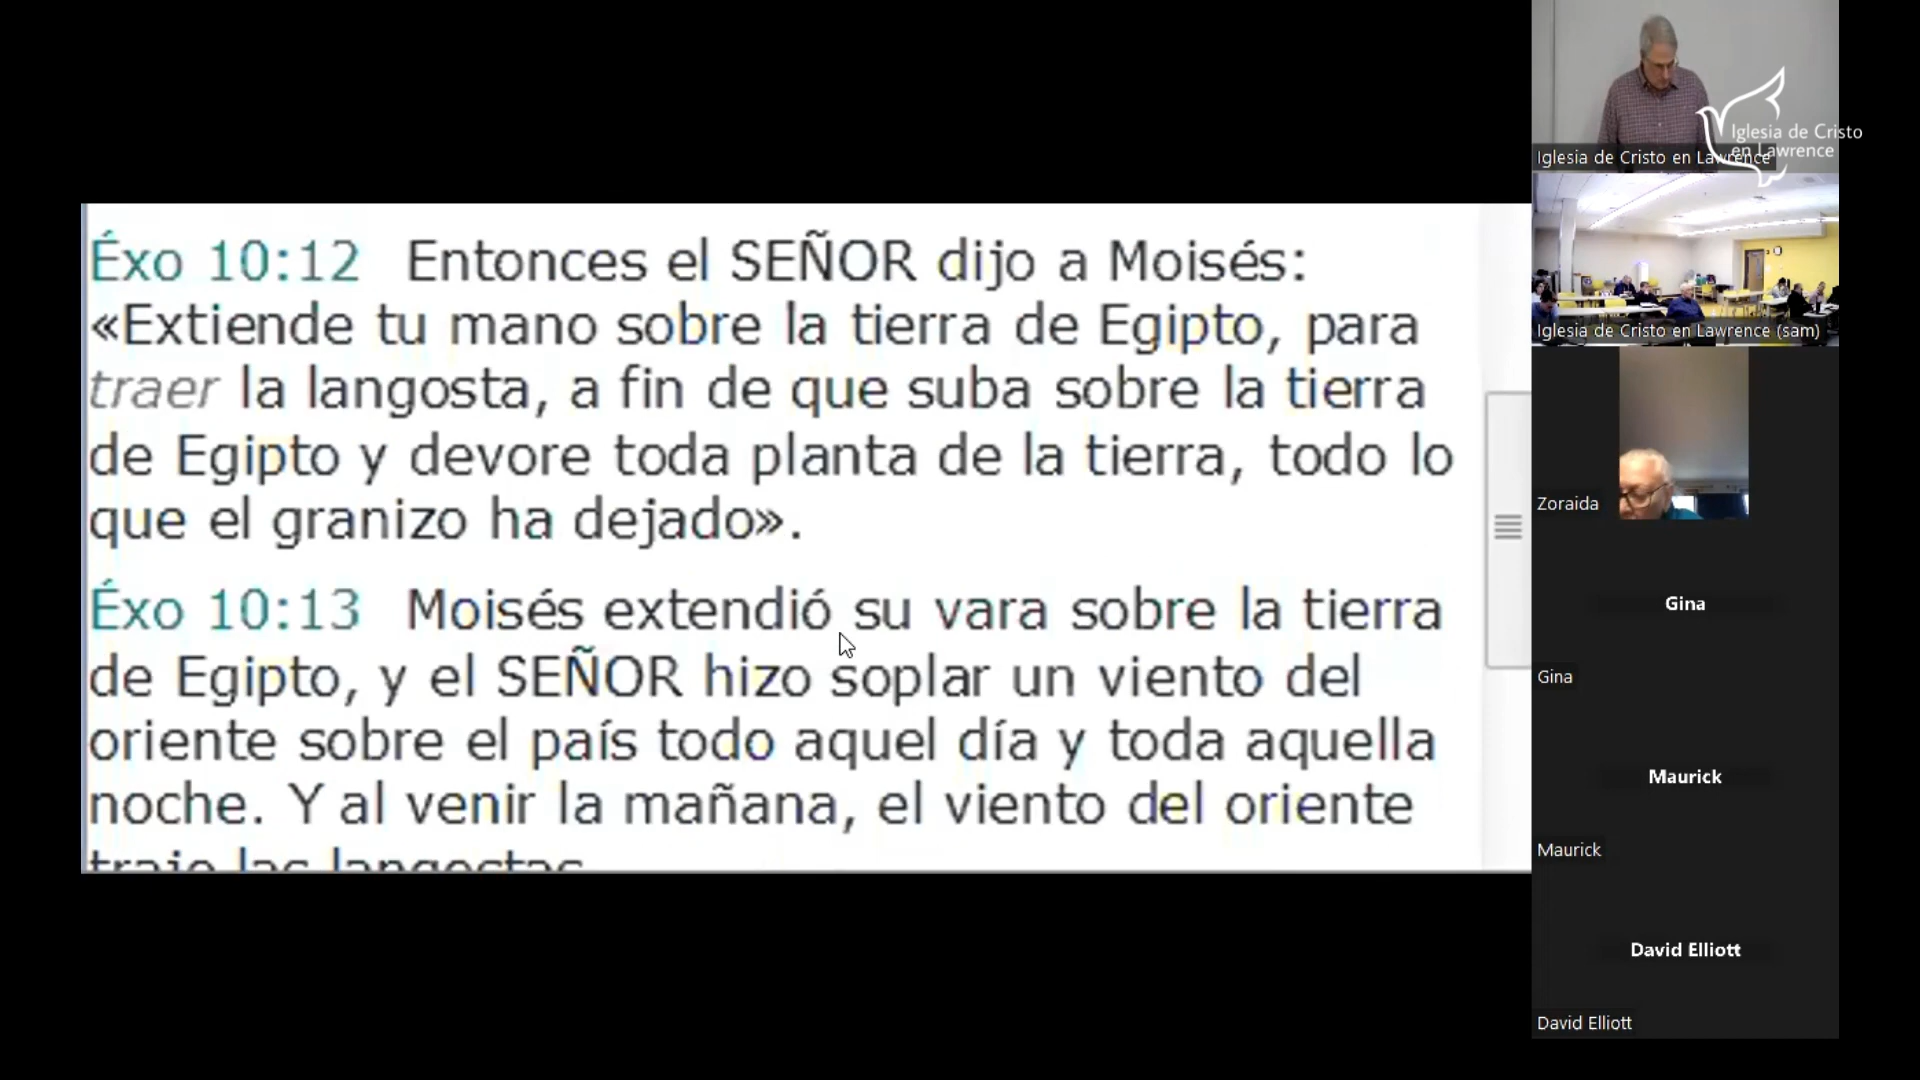 Éxo 10:12 Entonces el SEÑOR dijo a Moisés:
«Extiende tu mano sobre la tierra de Egipto, para
traer la langosta, a fin de que suba sobre la tierra
de Egipto y devore toda planta de la tierra, todo lo
que el granizo ha dejado».
Éxo 10:13 Moisés extendió su vara sobre la tierra
de Egipto, y el SEÑOR hizo soplar un viento del
oriente sobre el país todo aquel día y toda aquella
noche. Y al venir la mañana, el viento del oriente
trajo las langostas.
Iglesia de Cristo
en Lawrence
Iglesia de Cristo en Lawrence
Iglesia de Cristo en Lawrence (sam)
Zoraida
Gina
Gina
Maurick
Maurick
David Elliott
David Elliott